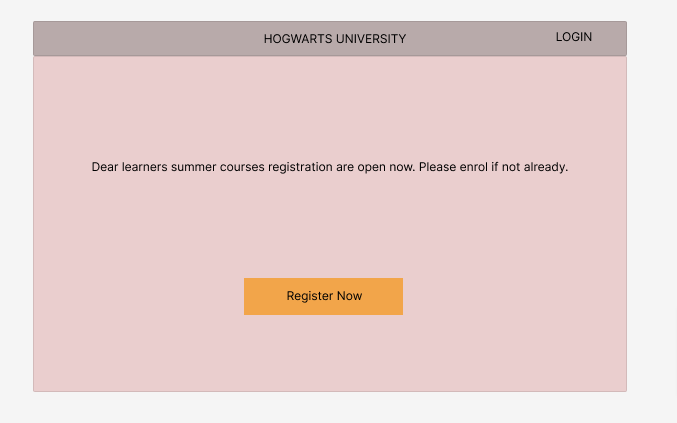 HOGWARTS UNIVERSITY
LOGIN
Dear learners summer courses registration are open now. Please enrol if not already.
Register Now